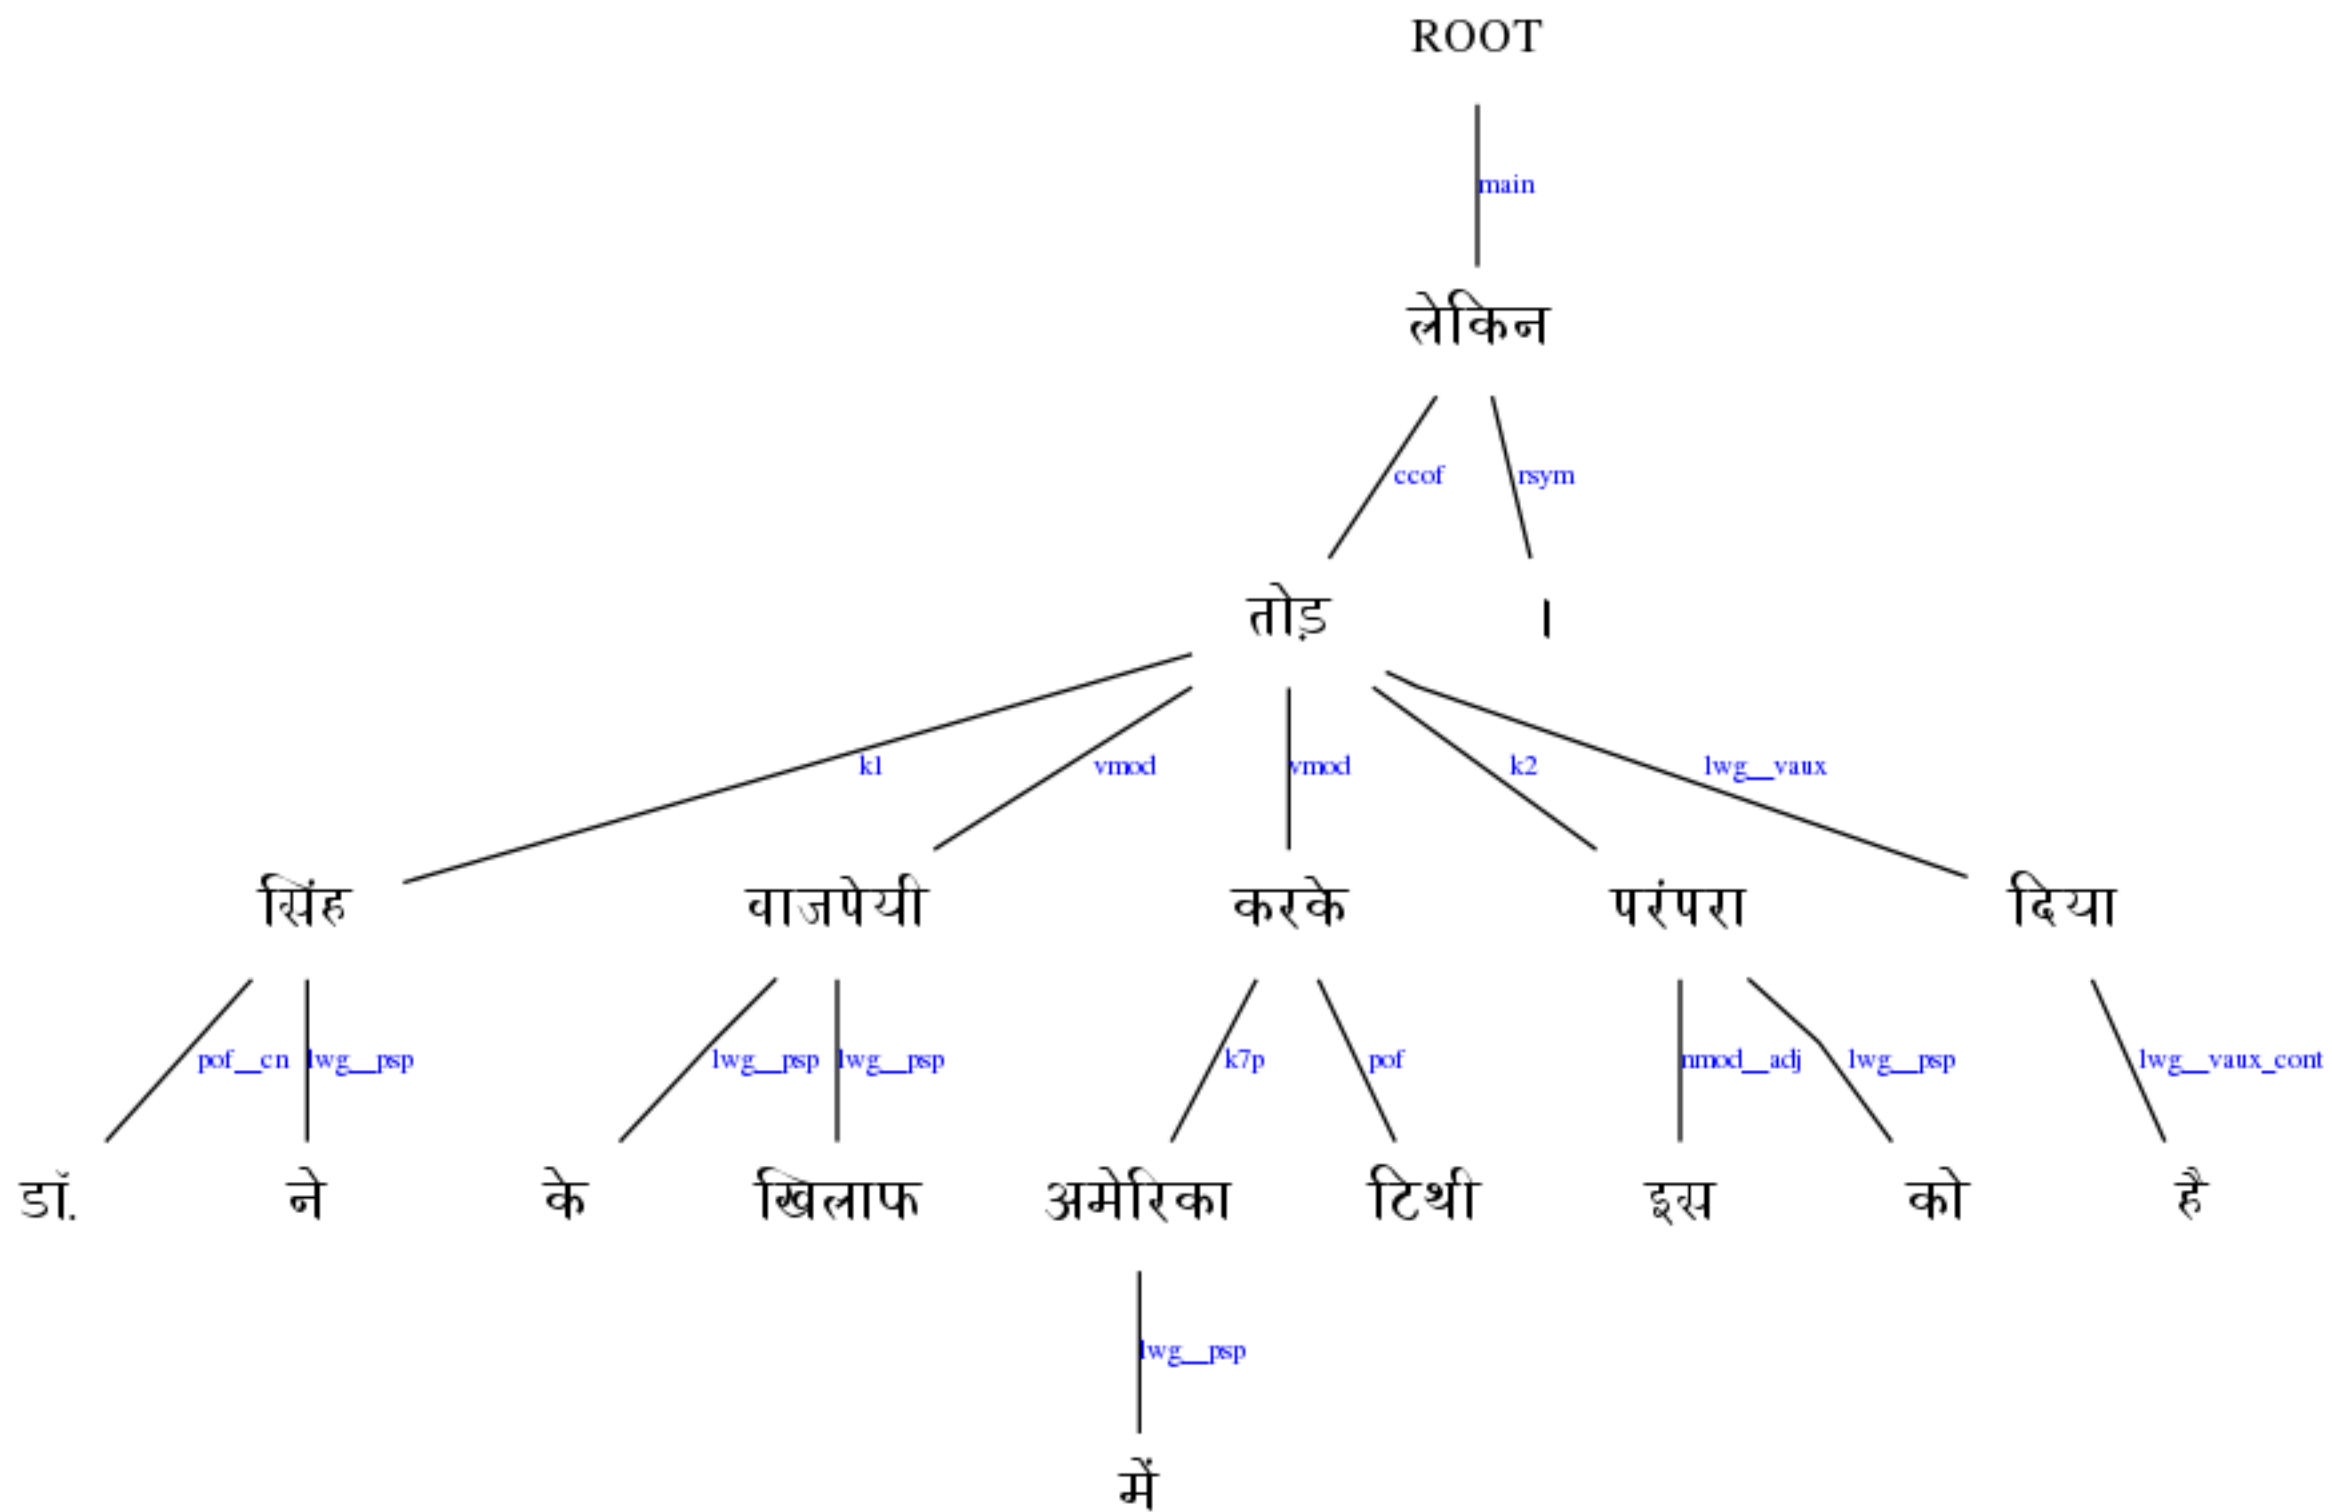 ROOT
main
लेकिन
ccof rsym
तोड़ ।
k1 vmod vmod k2 lwg__vaux
सिंह वाजपेयी करके परंपरा दिया
pof__cn lwg__psp lwg__psp lwg__psp k7p pof nmod__adj lwg__psp lwg__vaux_cont
डॉ. ने के खिलाफ अमेरिका टिथी इस को है
lwg__psp
में